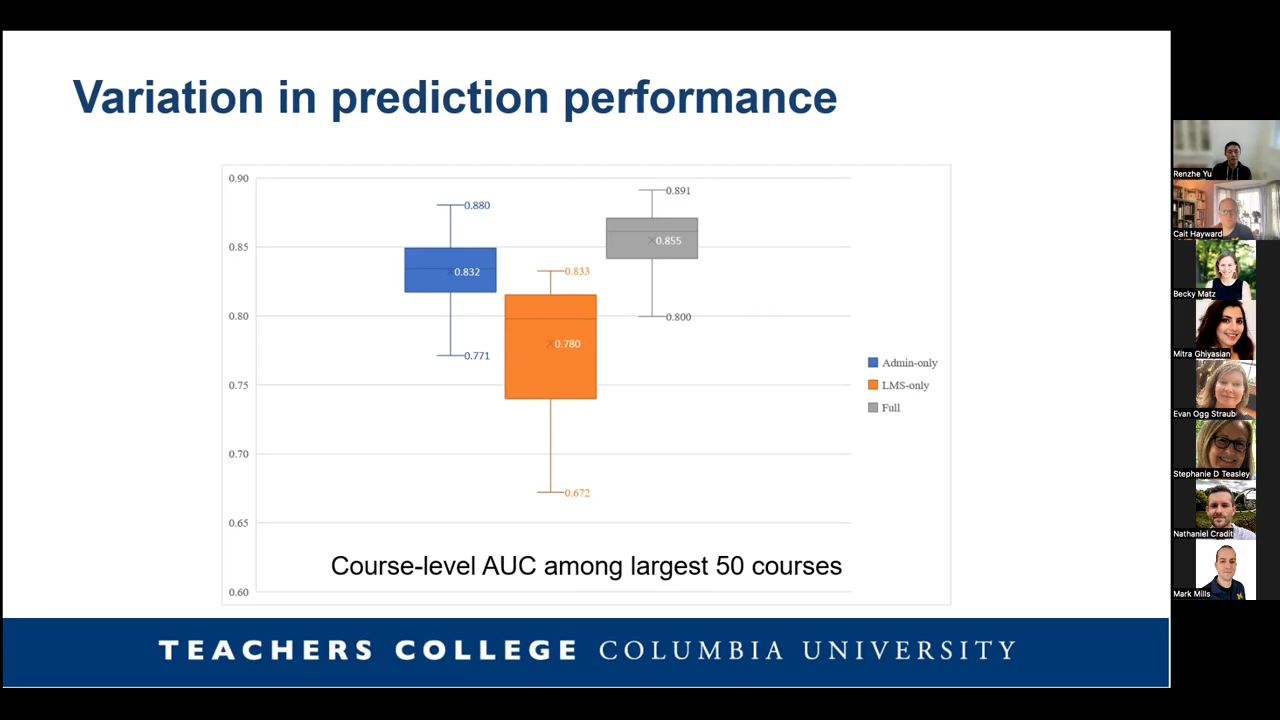 Variation in prediction performance
0.90
0.85
0.80
0.75
0.70
0.65
0.60
0.880
0.832
0.771
0.833
0.780
0.672
0.891
0.855
0.800
Admin-only
LMS-only
Full
Course-level AUC among largest 50 courses
TEACHERS COLLEGE COLUMBIA UNIVERSITY
Renzhe Yu
Cait Hayward
Becky Matz
Mitra Ghiyasian
Evan Ogg Straub
Stephanie D Teasley
Nathaniel Cradit
Mark Mills